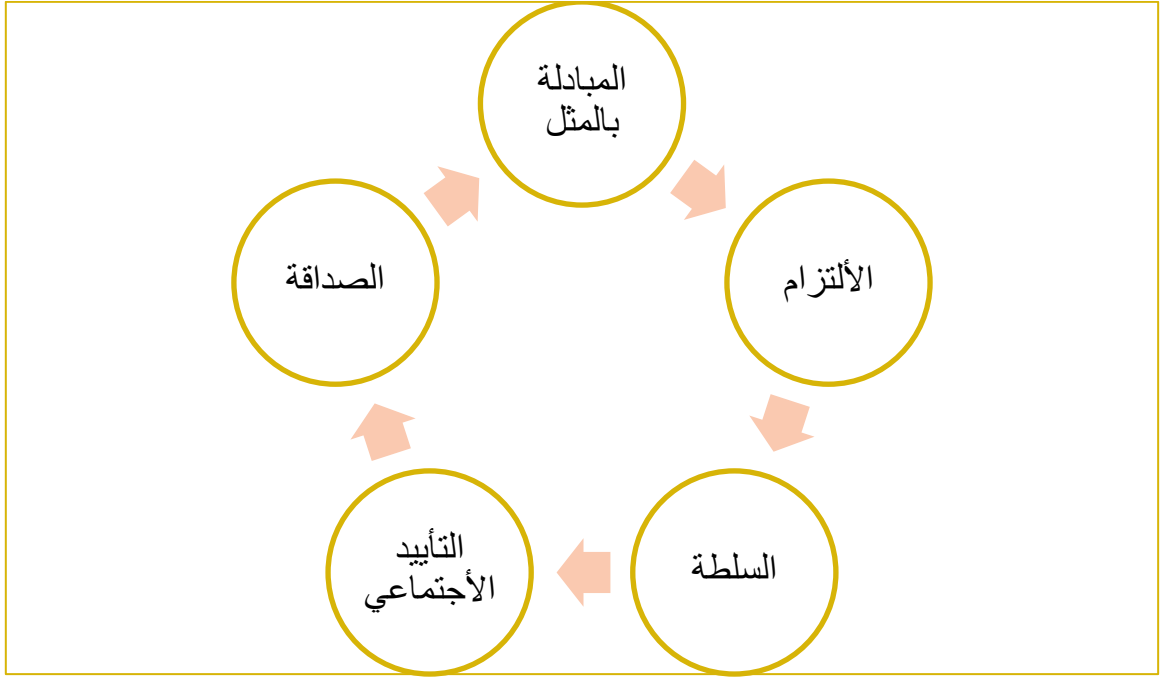 المبادلة
بالمثل
الألتزام
السلطة
التأييد
الأجتماعي
الصداقة